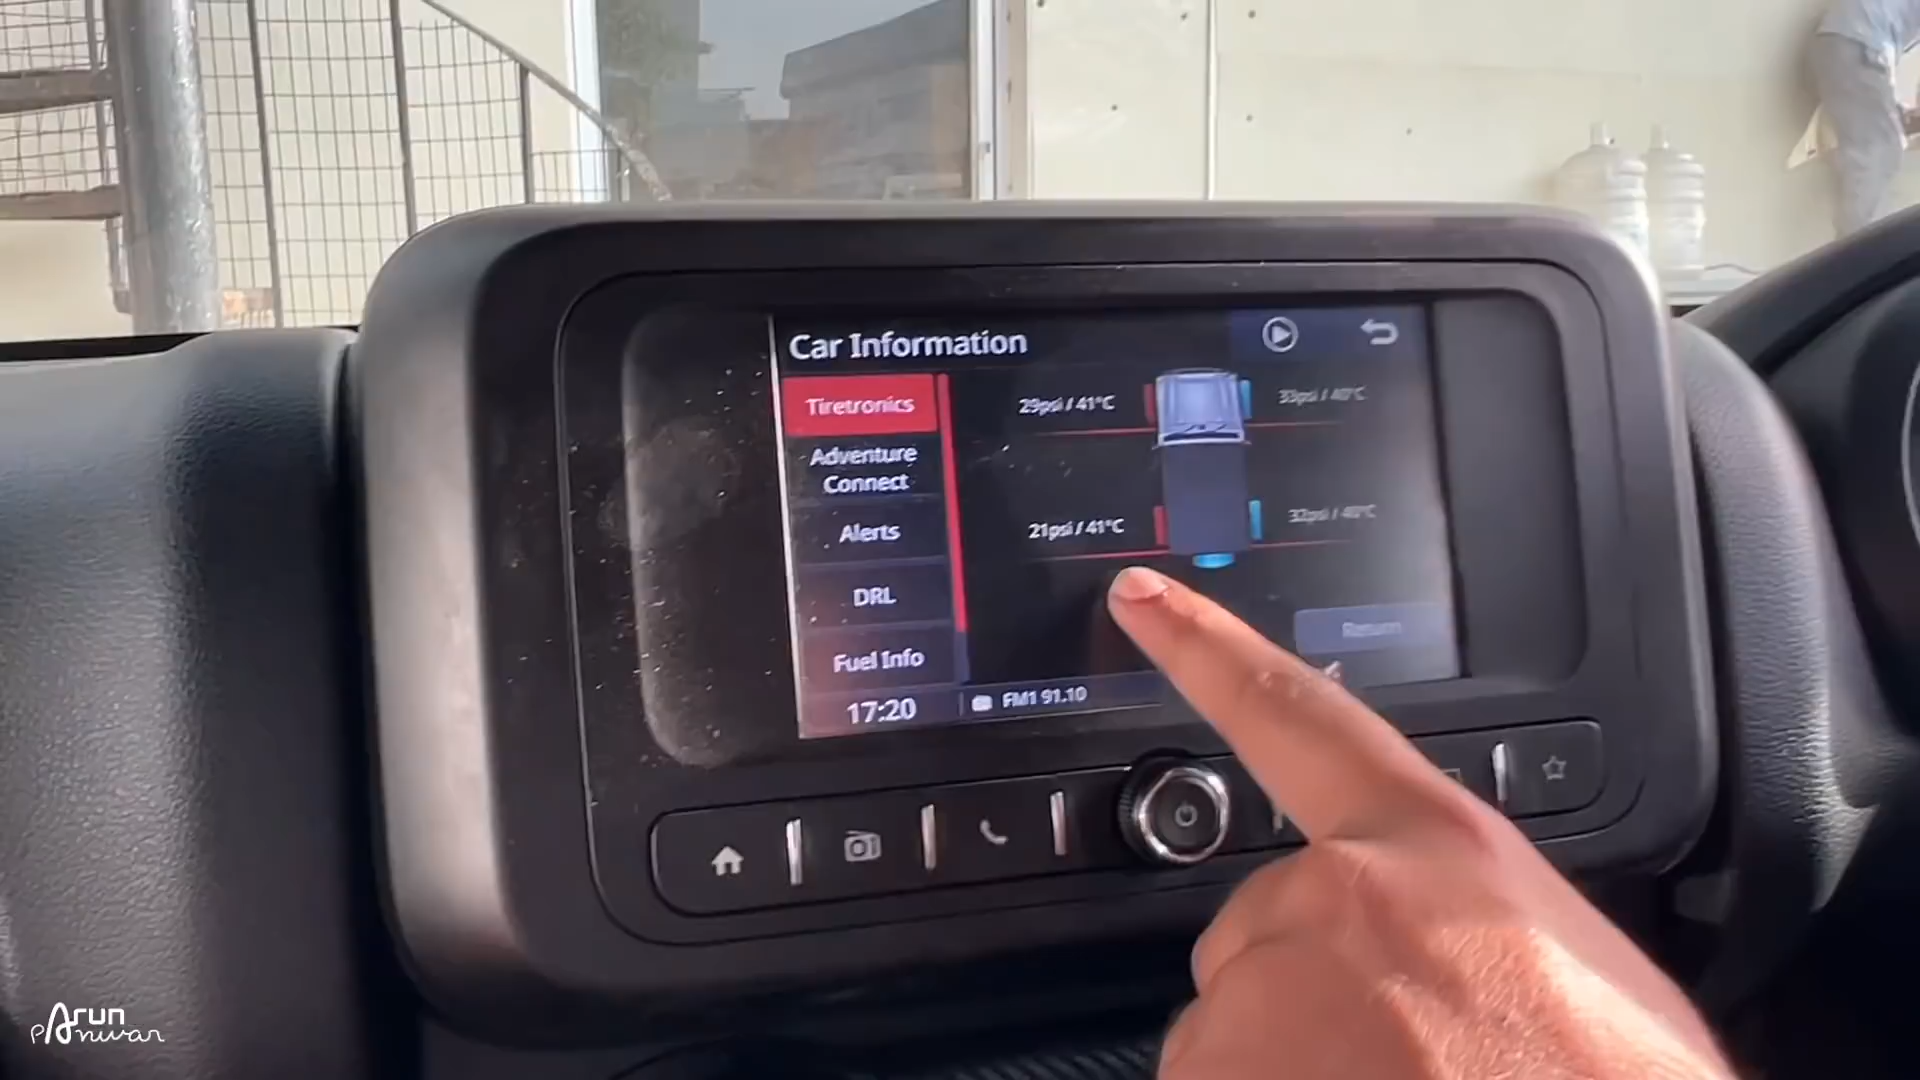 Car Information
Tiretronics
29psi / 41°C
33psi / 40°C
Adventure
Connect
Alerts
21psi / 41°C
32psi / 40°C
DRL
Return
Fuel Info
17:20
FM1 91.10
Arun
Panwar